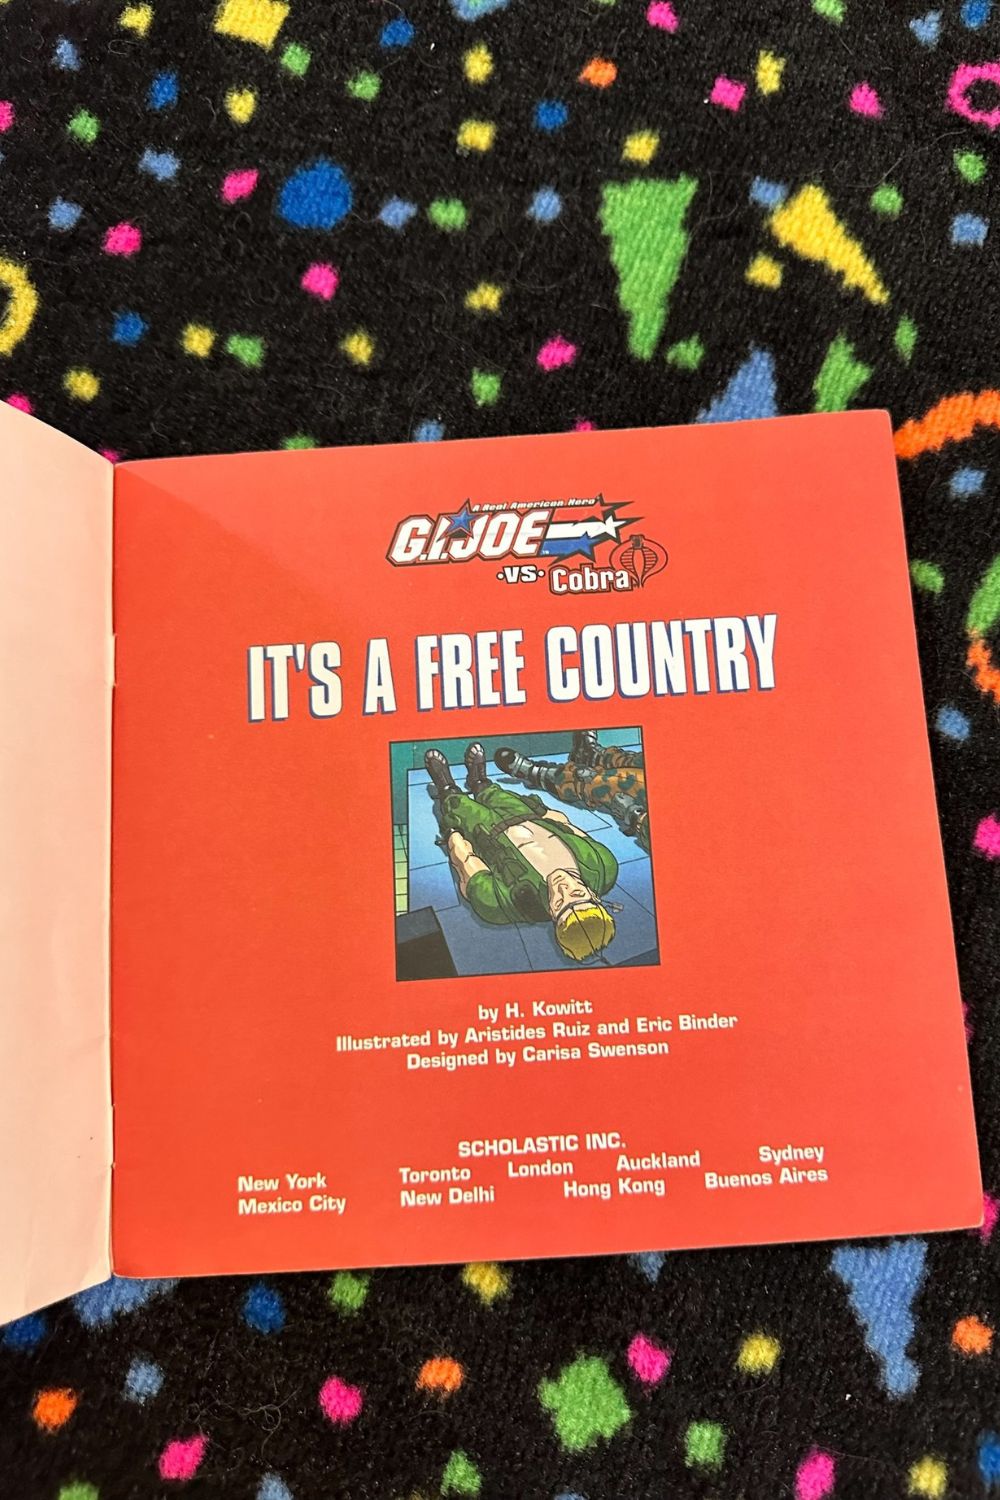 A Real American Hero
G.I.JOE
•VS• Cobra
IT'S A FREE COUNTRY
by H. Kowitt
Illustrated by Aristides Ruiz and Eric Binder
Designed by Carisa Swenson
SCHOLASTIC INC.
New York Toronto London Auckland Sydney
Mexico City New Delhi Hong Kong Buenos Aires